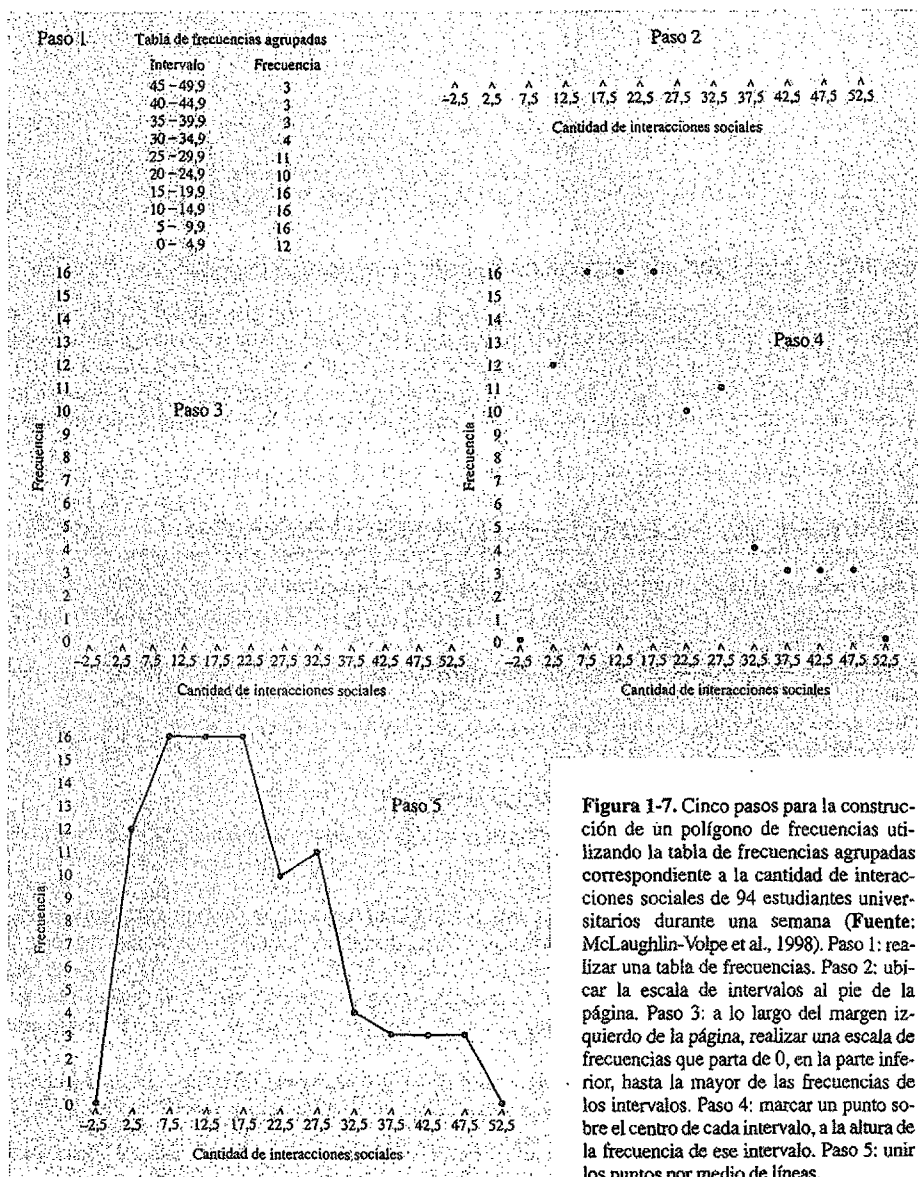 Paso 1
Tabla de frecuencias agrupadas
Intervalo Frecuencia
45 – 49,9 3
40 – 44,9 3
35 – 39,9 3
30 – 34,9 4
25 – 29,9 11
20 – 24,9 10
15 – 19,9 16
10 – 14,9 16
5 – 9,9 16
0 – 4,9 12
Paso 2
-2,5 2,5 7,5 12,5 17,5 22,5 27,5 32,5 37,5 42,5 47,5 52,5
Cantidad de interacciones sociales
16
15
14
13
12
11
10
9
8
7
6
5
4
3
2
1
0
Frecuencia
Paso 3
-2,5 2,5 7,5 12,5 17,5 22,5 27,5 32,5 37,5 42,5 47,5 52,5
Cantidad de interacciones sociales
16
15
14
13
12
11
10
9
8
7
6
5
4
3
2
1
0
Frecuencia
Paso 4
-2,5 2,5 7,5 12,5 17,5 22,5 27,5 32,5 37,5 42,5 47,5 52,5
Cantidad de interacciones sociales
16
15
14
13
12
11
10
9
8
7
6
5
4
3
2
1
0
Frecuencia
Paso 5
-2,5 2,5 7,5 12,5 17,5 22,5 27,5 32,5 37,5 42,5 47,5 52,5
Cantidad de interacciones sociales
Figura 1-7. Cinco pasos para la construc-
ción de un polígono de frecuencias uti-
lizando la tabla de frecuencias agrupadas
correspondiente a la cantidad de interac-
ciones sociales de 94 estudiantes univer-
sitarios durante una semana (Fuente:
McLaughlin-Volpe et al., 1998). Paso 1: rea-
lizar una tabla de frecuencias. Paso 2: ubi-
car la escala de intervalos al pie de la
página. Paso 3: a lo largo del margen iz-
quierdo de la página, realizar una escala de
frecuencias que parta de 0, en la parte infe-
rior, hasta la mayor de las frecuencias de
los intervalos. Paso 4: marcar un punto so-
bre el centro de cada intervalo, a la altura de
la frecuencia de ese intervalo. Paso 5: unir
los puntos por medio de líneas.